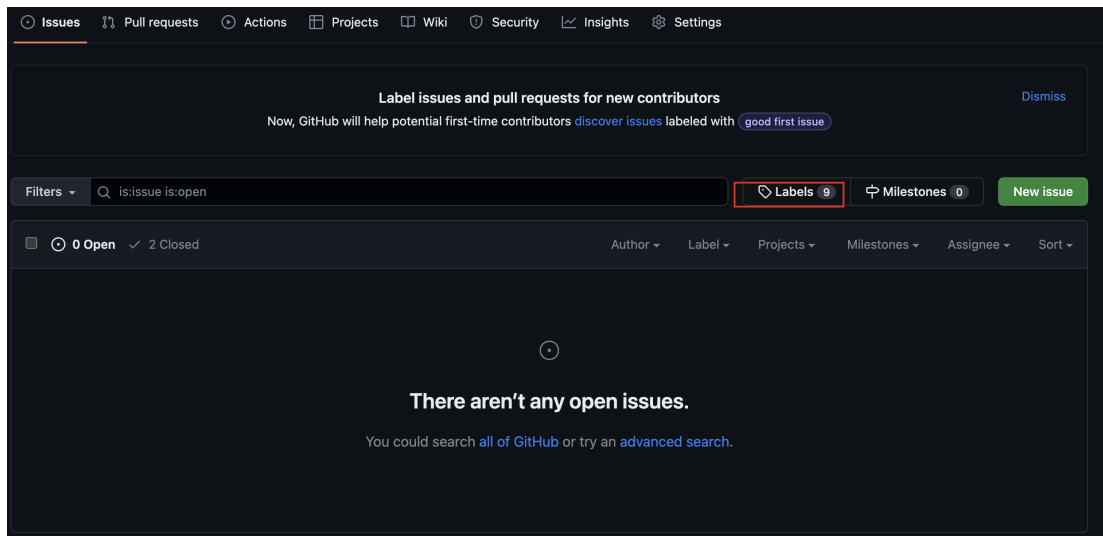 Issues Pull requests Actions Projects Wiki Security Insights Settings
Label issues and pull requests for new contributors
Dismiss
Now, GitHub will help potential first-time contributors discover issues labeled with good first issue
Filters is:issue is:open Labels 9 Milestones 0 New issue
0 Open 2 Closed Author Label Projects Milestones Assignee Sort
There aren’t any open issues.
You could search all of GitHub or try an advanced search.